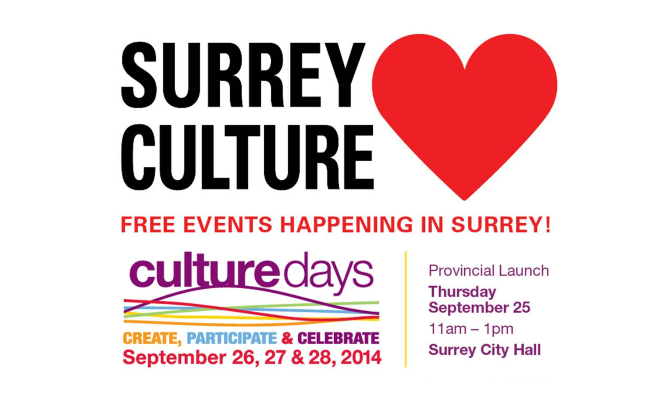 SURREY
CULTURE
FREE EVENTS HAPPENING IN SURREY!
culturedays
CREATE, PARTICIPATE & CELEBRATE
September 26, 27 & 28, 2014
Provincial Launch
Thursday
September 25
11am – 1pm
Surrey City Hall